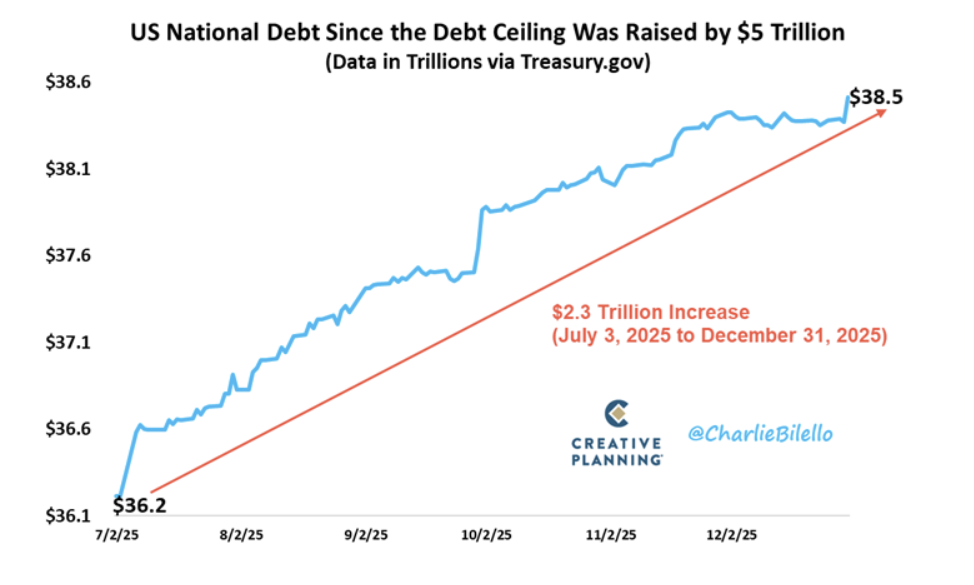 US National Debt Since the Debt Ceiling Was Raised by $5 Trillion
(Data in Trillions via Treasury.gov)
$38.6
$38.5
$38.1
$37.6
$2.3 Trillion Increase
(July 3, 2025 to December 31, 2025)
$37.1
$36.6
CREATIVE
PLANNING
@CharlieBilello
$36.2
$36.1
7/2/25 8/2/25 9/2/25 10/2/25 11/2/25 12/2/25